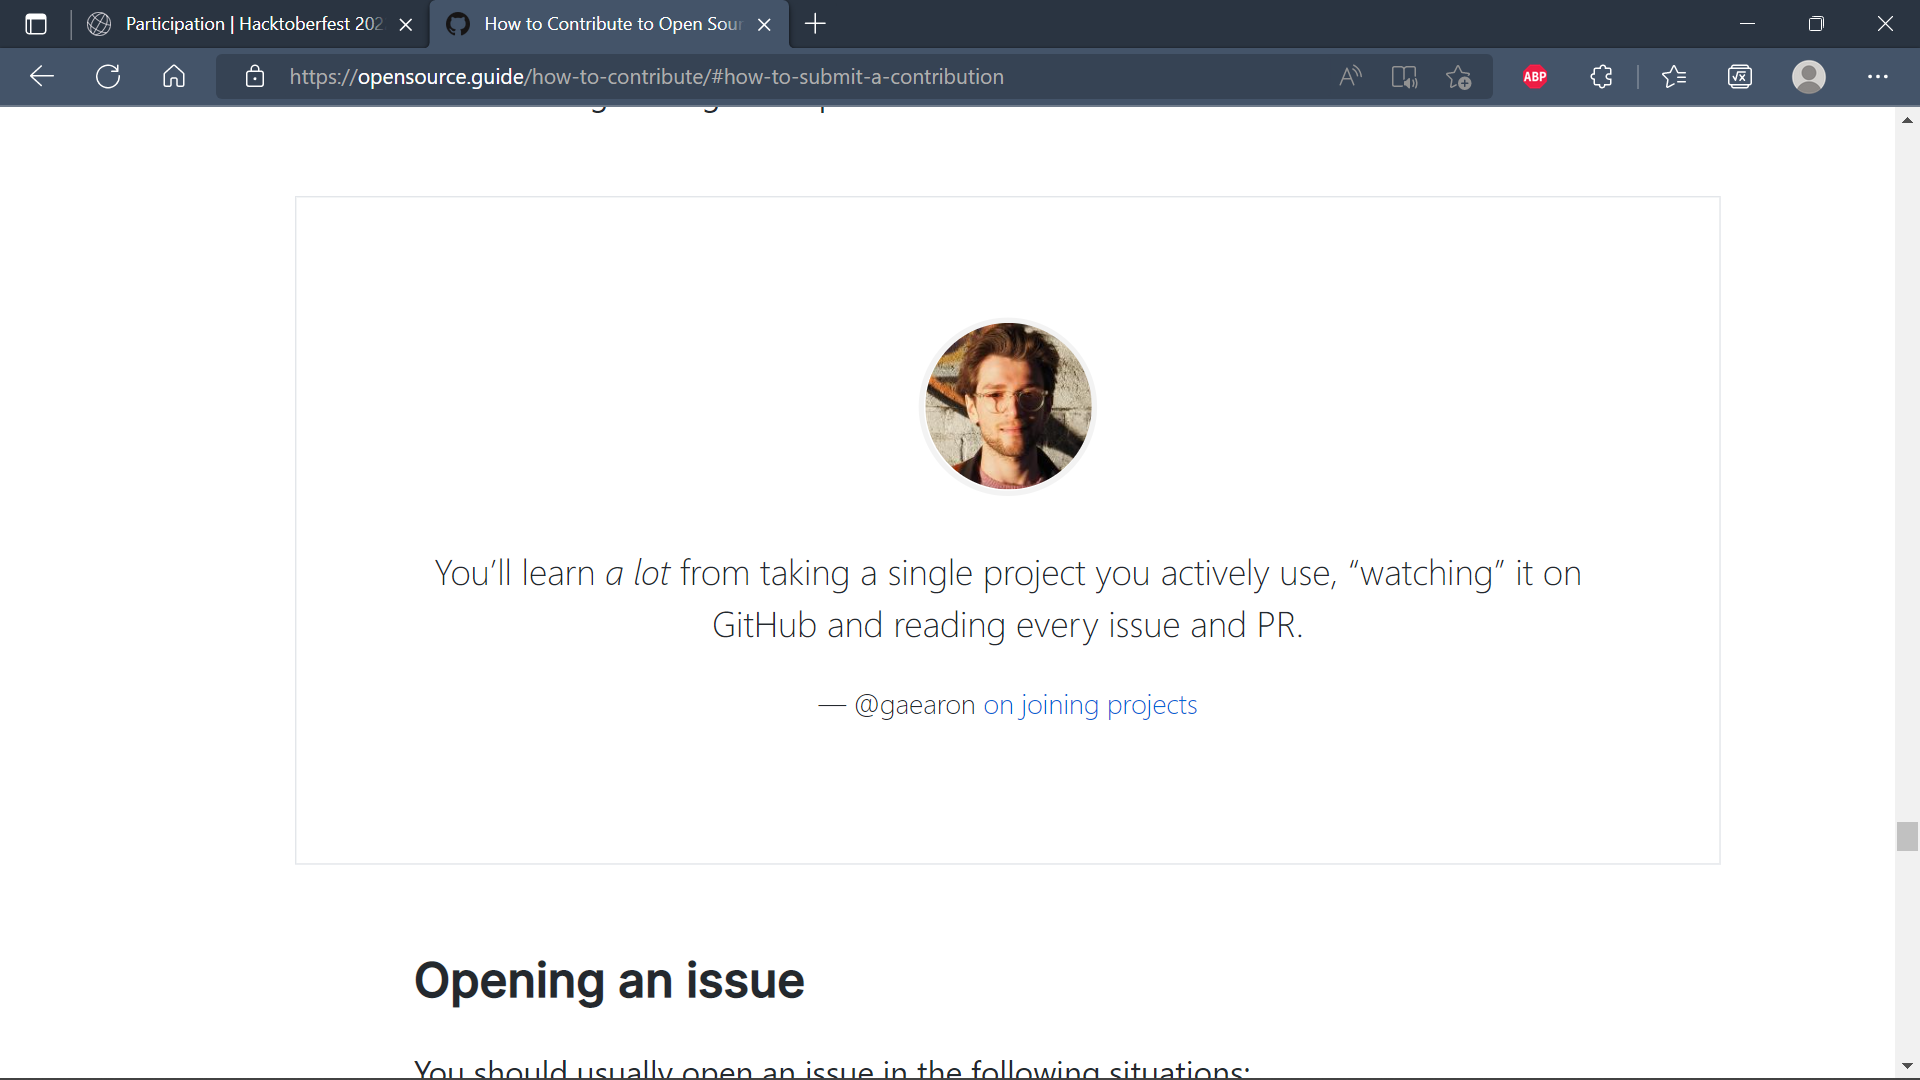 Participation | Hacktoberfest 202
How to Contribute to Open Sour
https://opensource.guide/how-to-contribute/#how-to-submit-a-contribution
ABP
You’ll learn a lot from taking a single project you actively use, “watching” it on
GitHub and reading every issue and PR.
— @gaearon on joining projects
Opening an issue
You should usually open an issue in the following situations: